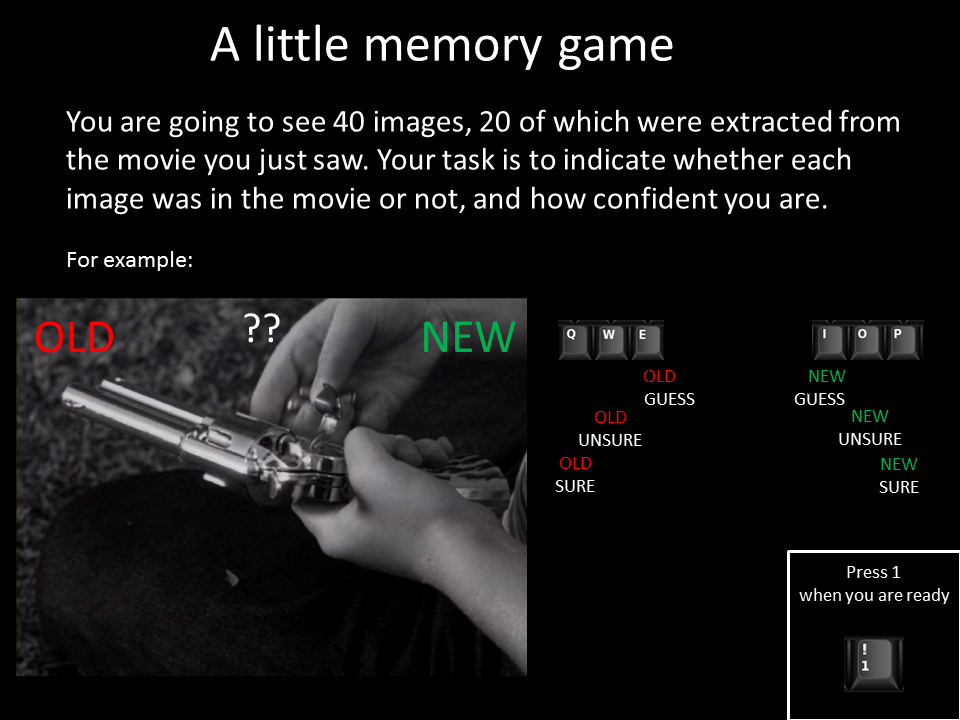 A little memory game
You are going to see 40 images, 20 of which were extracted from
the movie you just saw. Your task is to indicate whether each
image was in the movie or not, and how confident you are.
For example:
OLD
??
NEW
Q W E
I O P
OLD
GUESS
OLD
UNSURE
OLD
SURE
NEW
GUESS
NEW
UNSURE
NEW
SURE
Press 1
when you are ready
!
1